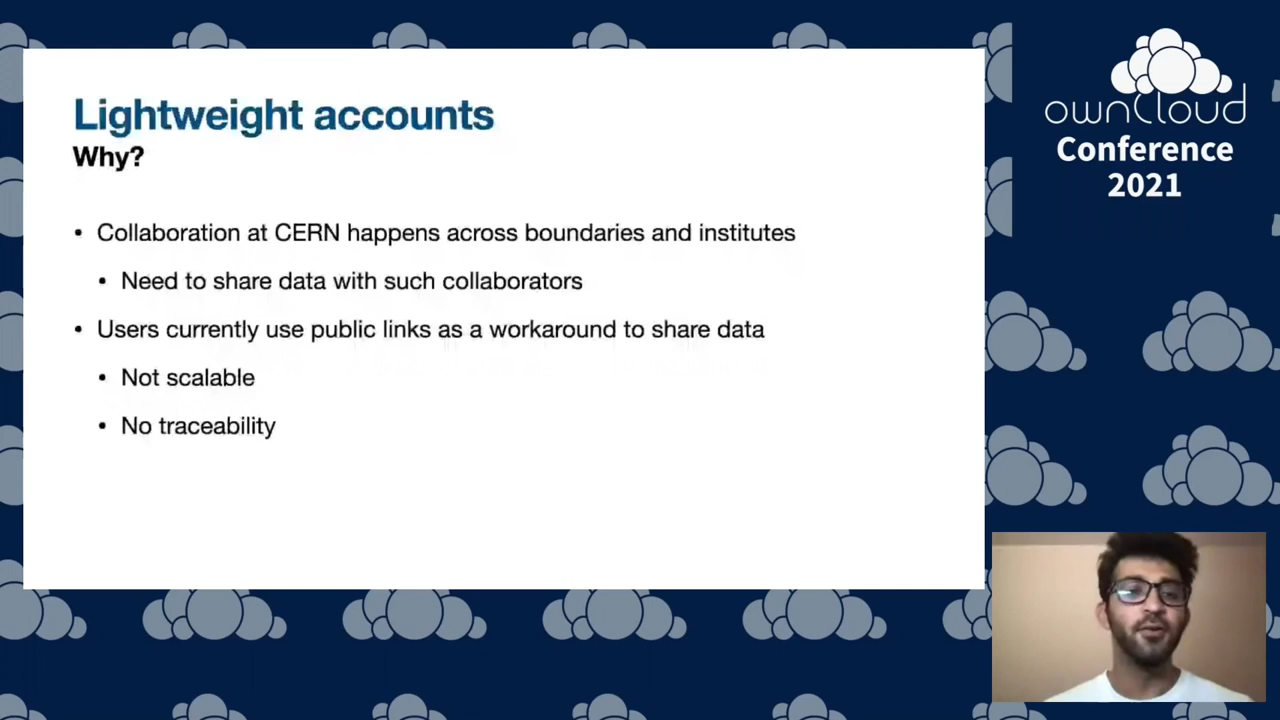 Lightweight accounts
Why?
• Collaboration at CERN happens across boundaries and institutes
• Need to share data with such collaborators
• Users currently use public links as a workaround to share data
• Not scalable
• No traceability
ownCloud
Conference
2021